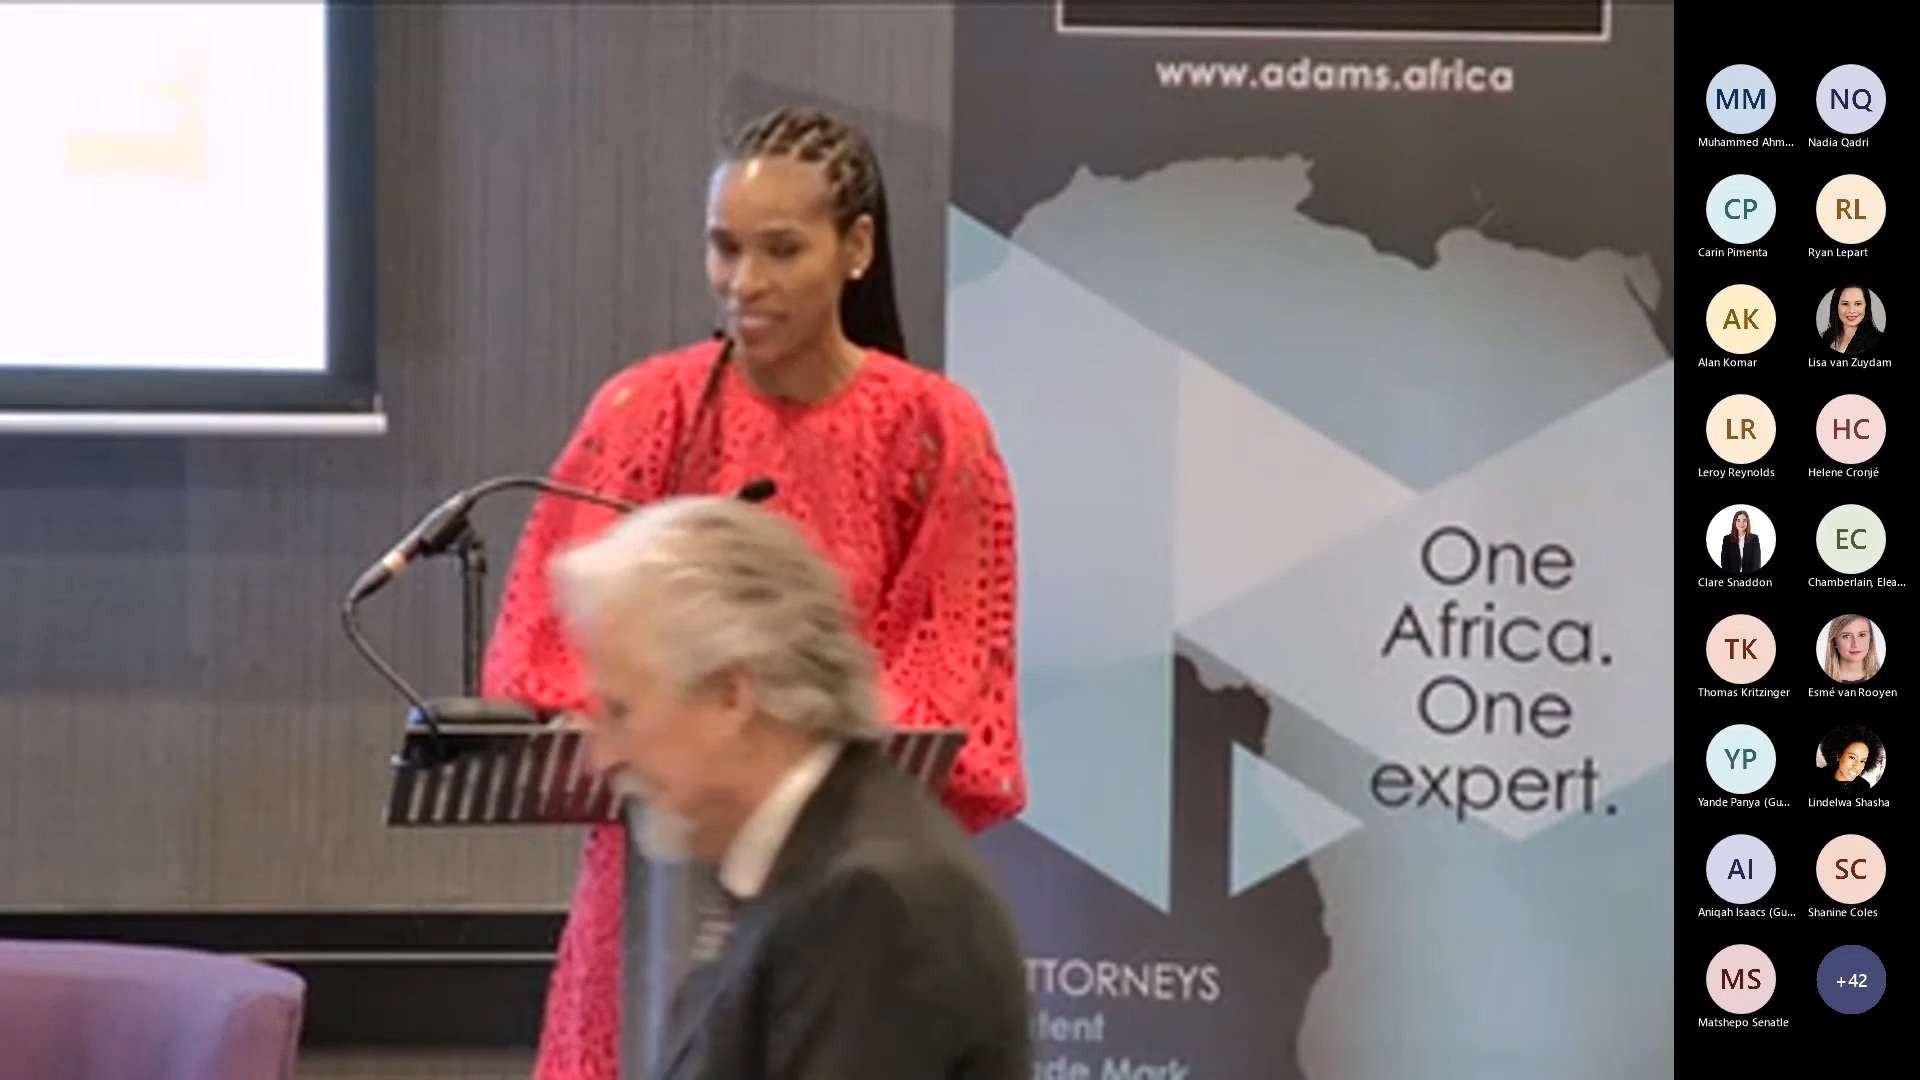 www.adams.africa
One
Africa.
One
expert.
TTORNEYS
tent
ade Mark
MM
NQ
Muhammed Ahm...
Nadia Qadri
CP
RL
Carin Pimenta
Ryan Lepart
AK
Alan Komar
Lisa van Zuydam
LR
HC
Leroy Reynolds
Helene Cronjé
EC
Clare Snaddon
Chamberlain, Elea...
TK
Thomas Kritzinger
Esmé van Rooyen
YP
Yande Panya (Gu...
Lindelwa Shasha
AI
SC
Aniqah Isaacs (Gu...
Shanine Coles
MS
+42
Matshepo Senatle